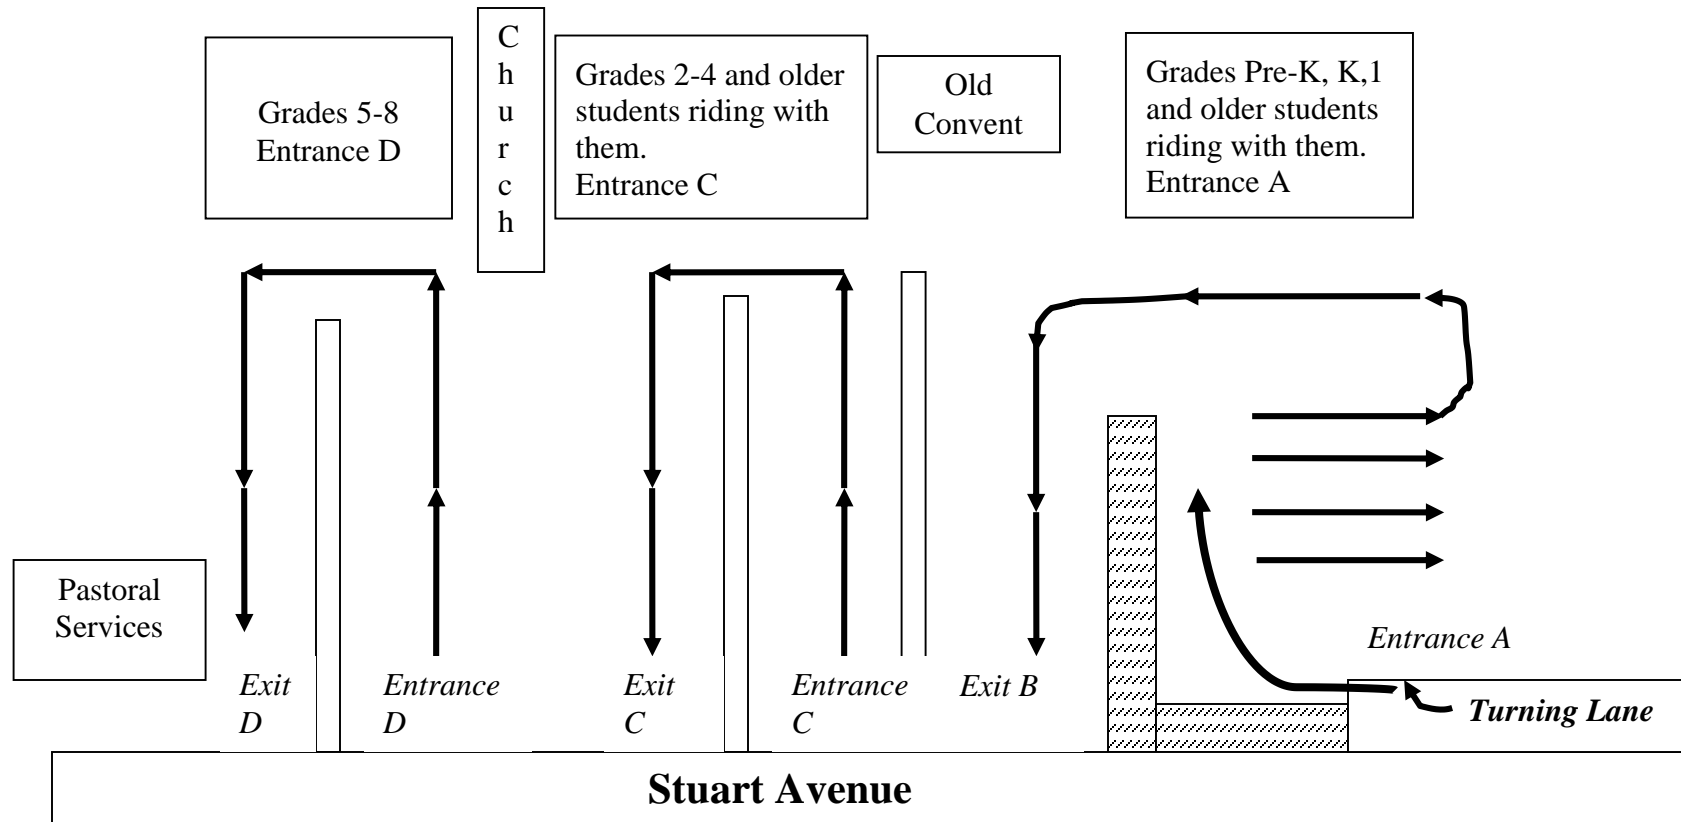 Grades 5-8
Entrance D
C
h
u
r
c
h
Grades 2-4 and older
students riding with
them.
Entrance C
Old
Convent
Grades Pre-K, K,1
and older students
riding with them.
Entrance A
Pastoral
Services
Exit
D
Entrance
D
Exit
C
Entrance
C
Exit B
Entrance A
Turning Lane
Stuart Avenue